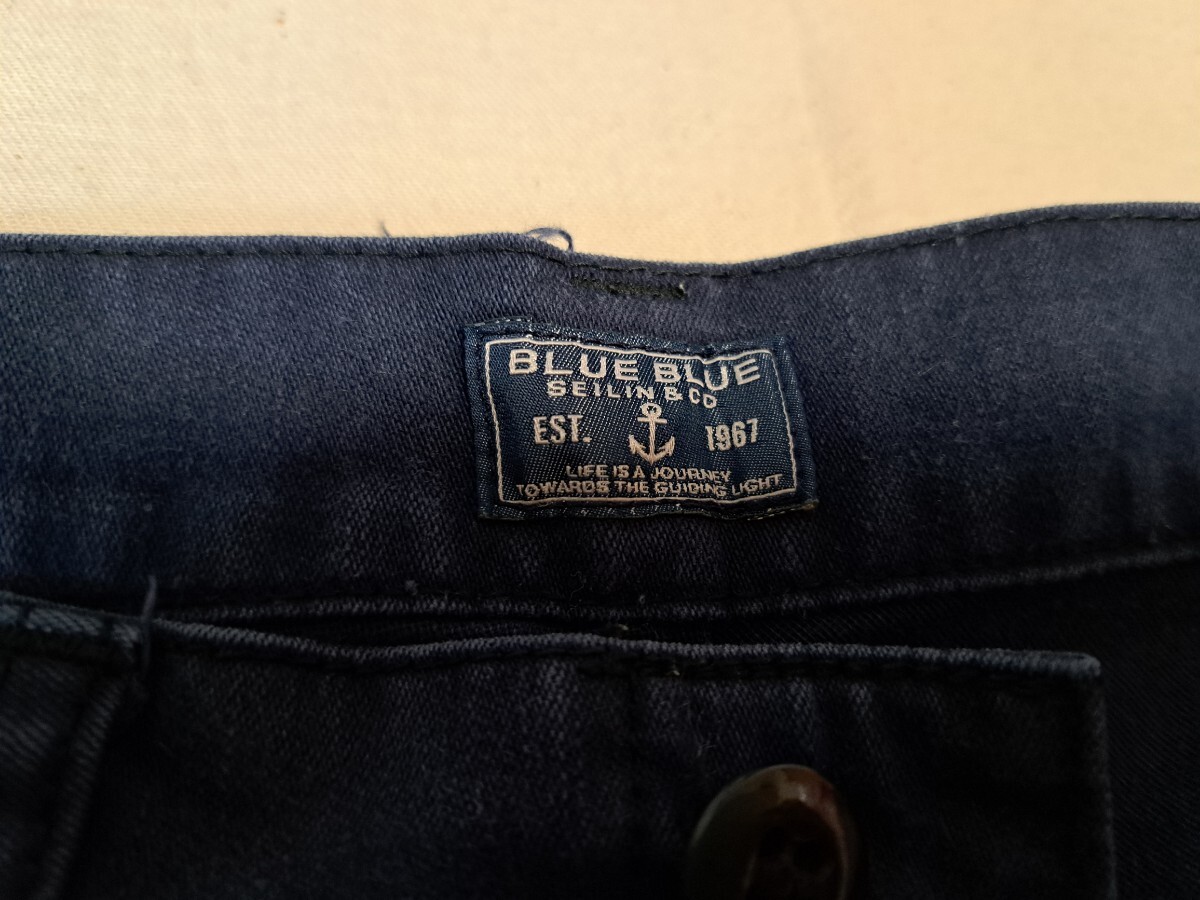 BLUE BLUE
SEILIN & CO
EST. 1967
LIFE IS A JOURNEY
TOWARDS THE GUIDING LIGHT